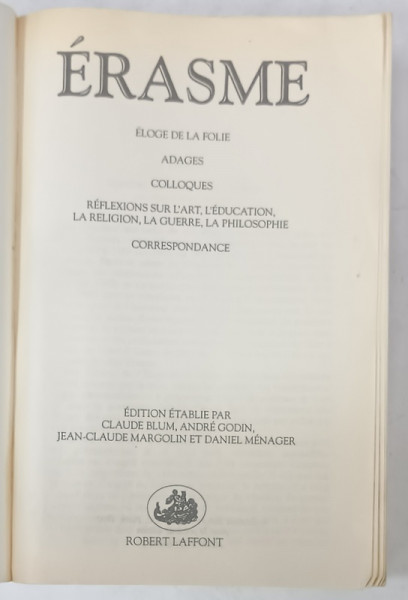 ÉRASME
ÉLOGE DE LA FOLIE
ADAGES
COLLOQUES
RÉFLEXIONS SUR L'ART, L'ÉDUCATION,
LA RELIGION, LA GUERRE, LA PHILOSOPHIE
CORRESPONDANCE
ÉDITION ÉTABLIE PAR
CLAUDE BLUM, ANDRÉ GODIN,
JEAN-CLAUDE MARGOLIN ET DANIEL MÉNAGER
ROBERT LAFFONT